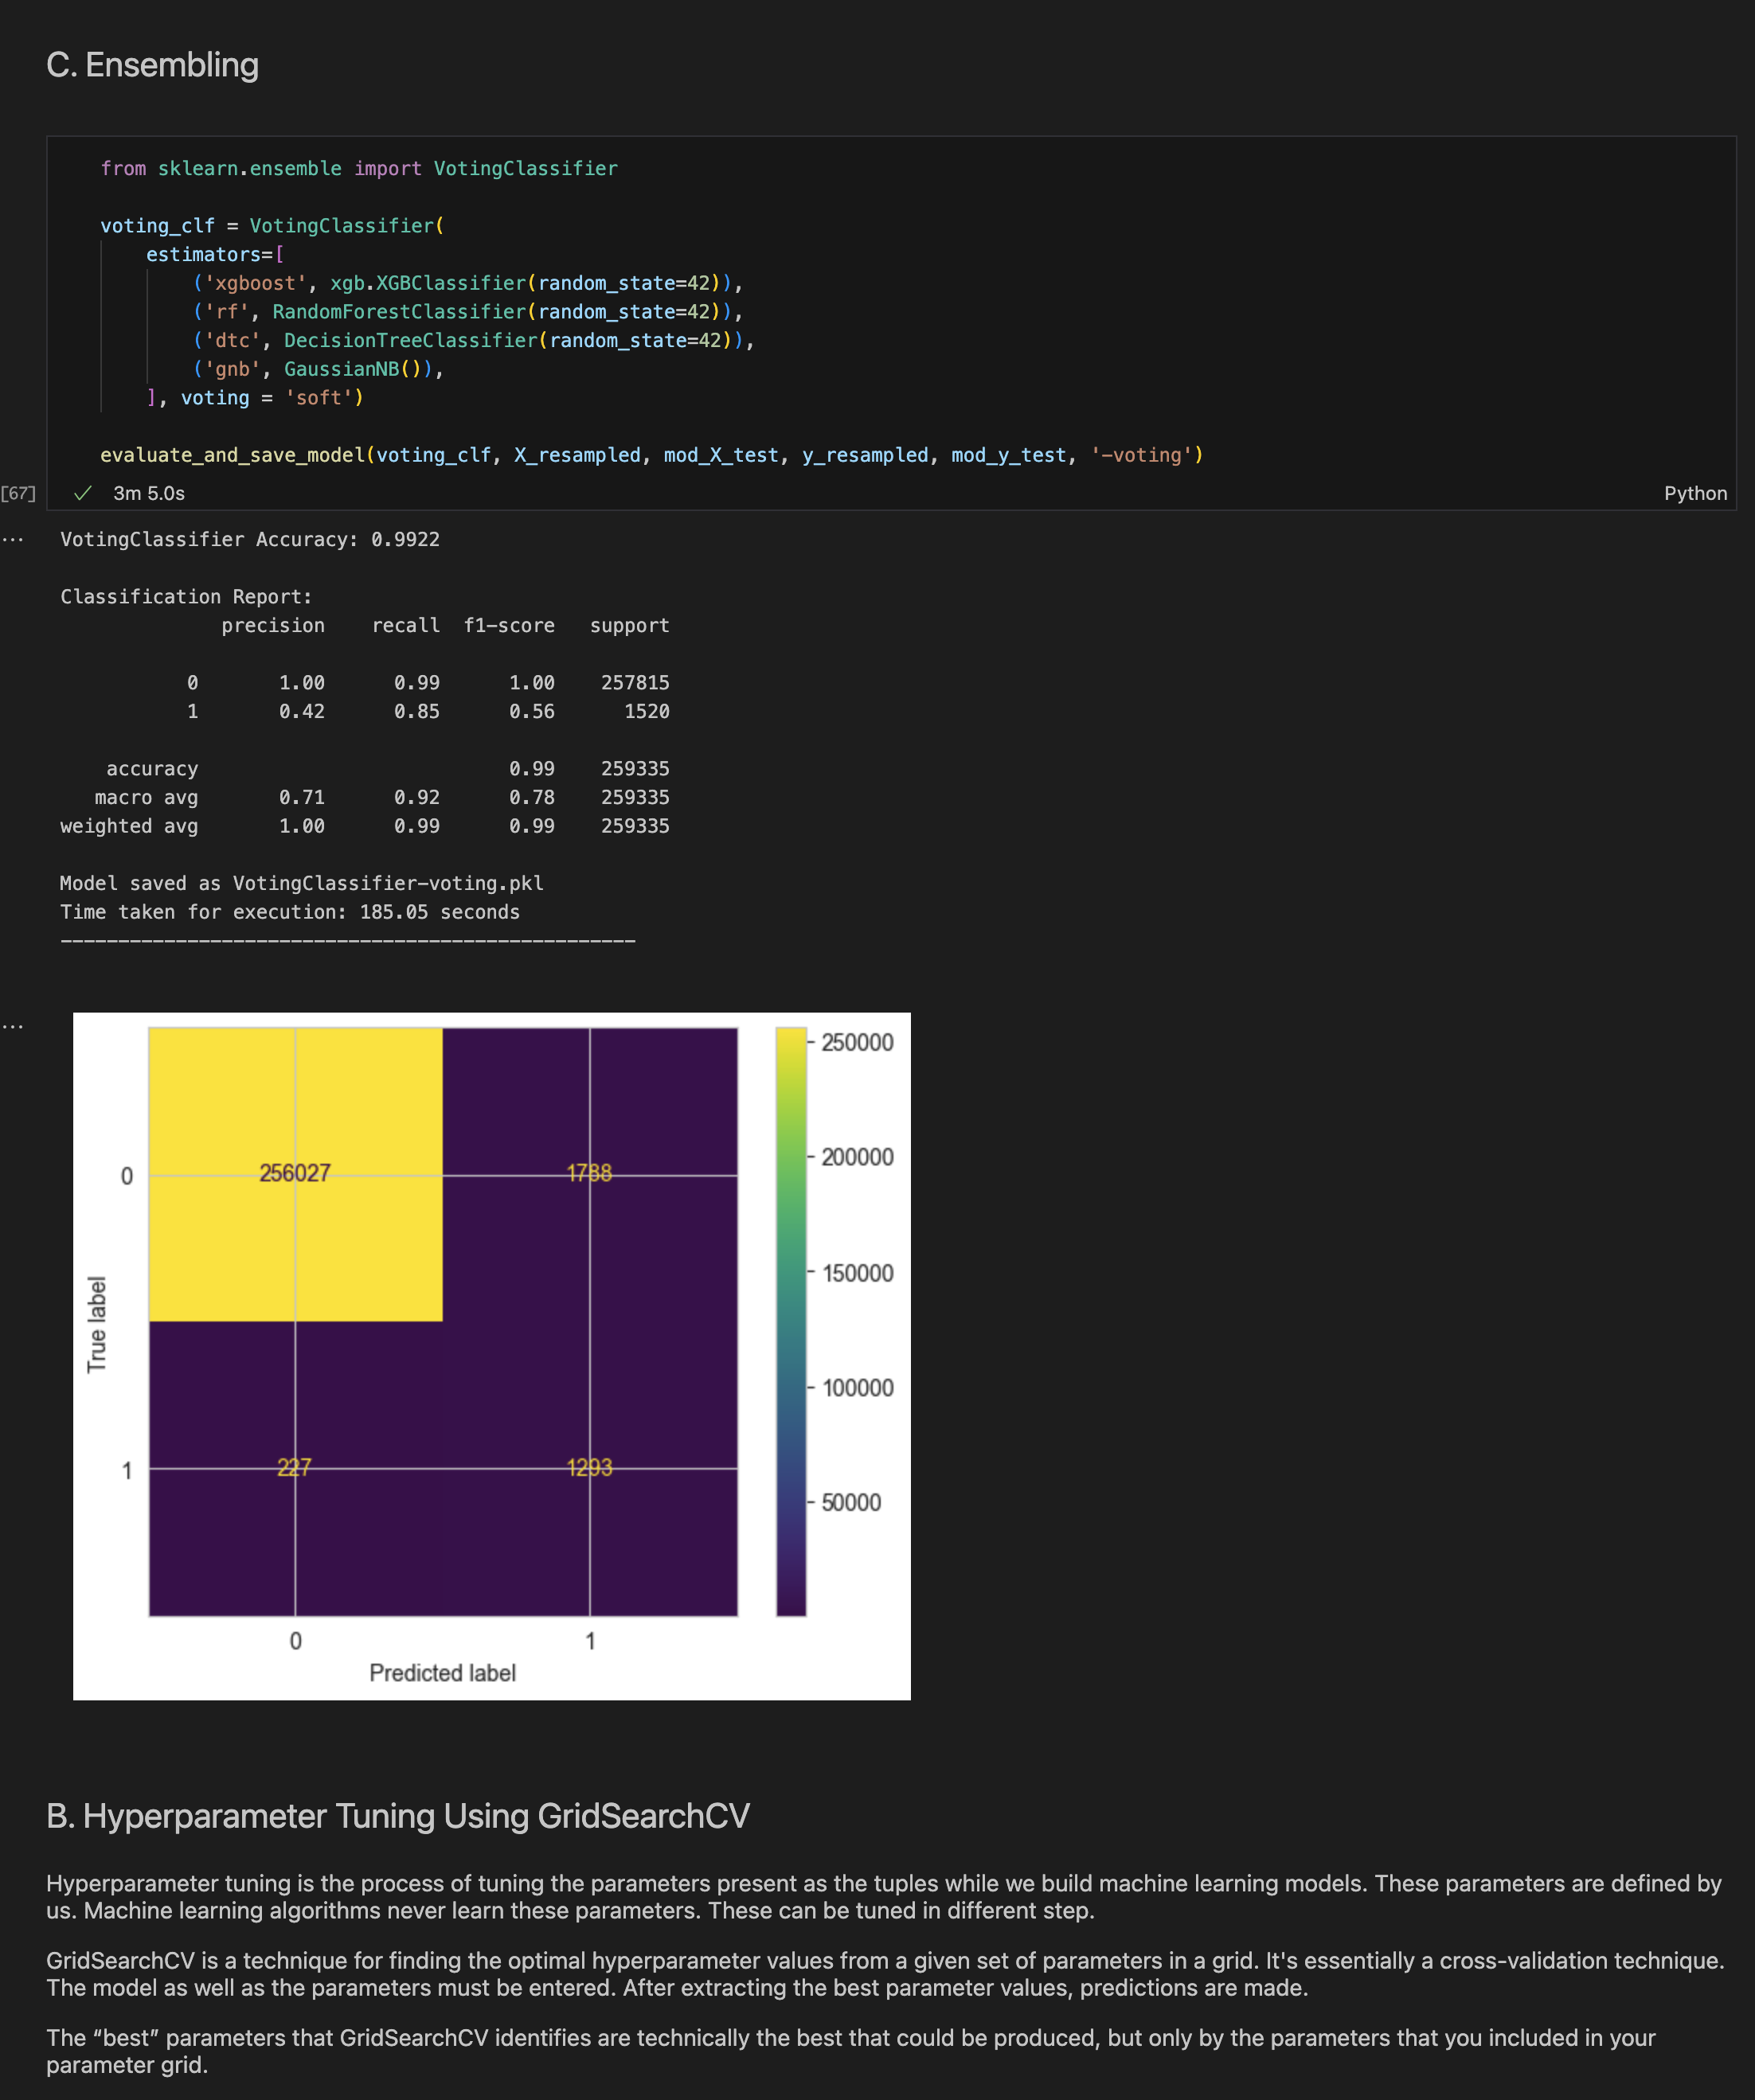 C. Ensembling
from sklearn.ensemble import VotingClassifier
voting_clf = VotingClassifier(
estimators=[
('xgboost', xgb.XGBClassifier(random_state=42)),
('rf', RandomForestClassifier(random_state=42)),
('dtc', DecisionTreeClassifier(random_state=42)),
('gnb', GaussianNB()),
], voting = 'soft')
evaluate_and_save_model(voting_clf, X_resampled, mod_X_test, y_resampled, mod_y_test, '-voting')
[67] ✓ 3m 5.0s Python
... VotingClassifier Accuracy: 0.9922
Classification Report:
precision recall f1-score support
0 1.00 0.99 1.00 257815
1 0.42 0.85 0.56 1520
accuracy 0.99 259335
macro avg 0.71 0.92 0.78 259335
weighted avg 1.00 0.99 0.99 259335
Model saved as VotingClassifier-voting.pkl
Time taken for execution: 185.05 seconds
--------------------------------------------------
...
250000
200000
150000
100000
50000
True label
0 256027 1788
1 227 1293
0 1
Predicted label
B. Hyperparameter Tuning Using GridSearchCV
Hyperparameter tuning is the process of tuning the parameters present as the tuples while we build machine learning models. These parameters are defined by
us. Machine learning algorithms never learn these parameters. These can be tuned in different step.
GridSearchCV is a technique for finding the optimal hyperparameter values from a given set of parameters in a grid. It's essentially a cross-validation technique.
The model as well as the parameters must be entered. After extracting the best parameter values, predictions are made.
The “best” parameters that GridSearchCV identifies are technically the best that could be produced, but only by the parameters that you included in your
parameter grid.